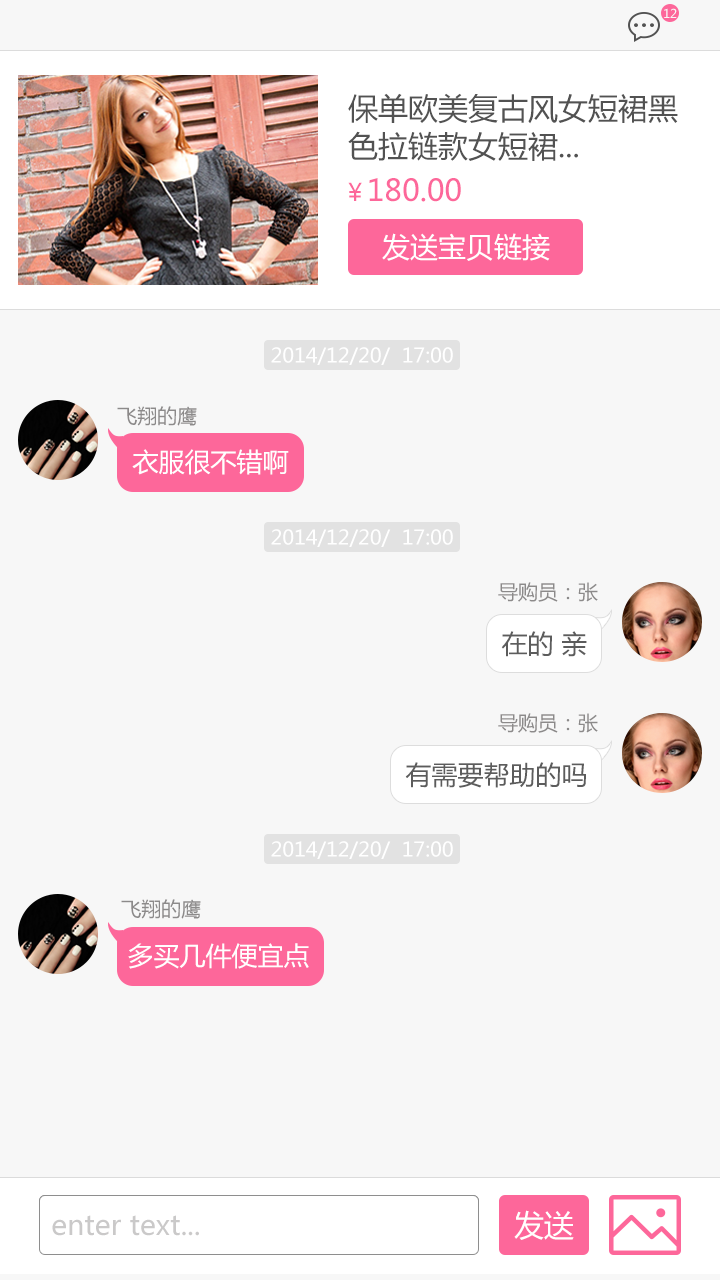 12
保单欧美复古风女短裙黑
色拉链款女短裙...
¥ 180.00
发送宝贝链接
2014/12/20/ 17:00
飞翔的鹰
衣服很不错啊
2014/12/20/ 17:00
导购员：张
在的 亲
导购员：张
有需要帮助的吗
2014/12/20/ 17:00
飞翔的鹰
多买几件便宜点
enter text...
发送